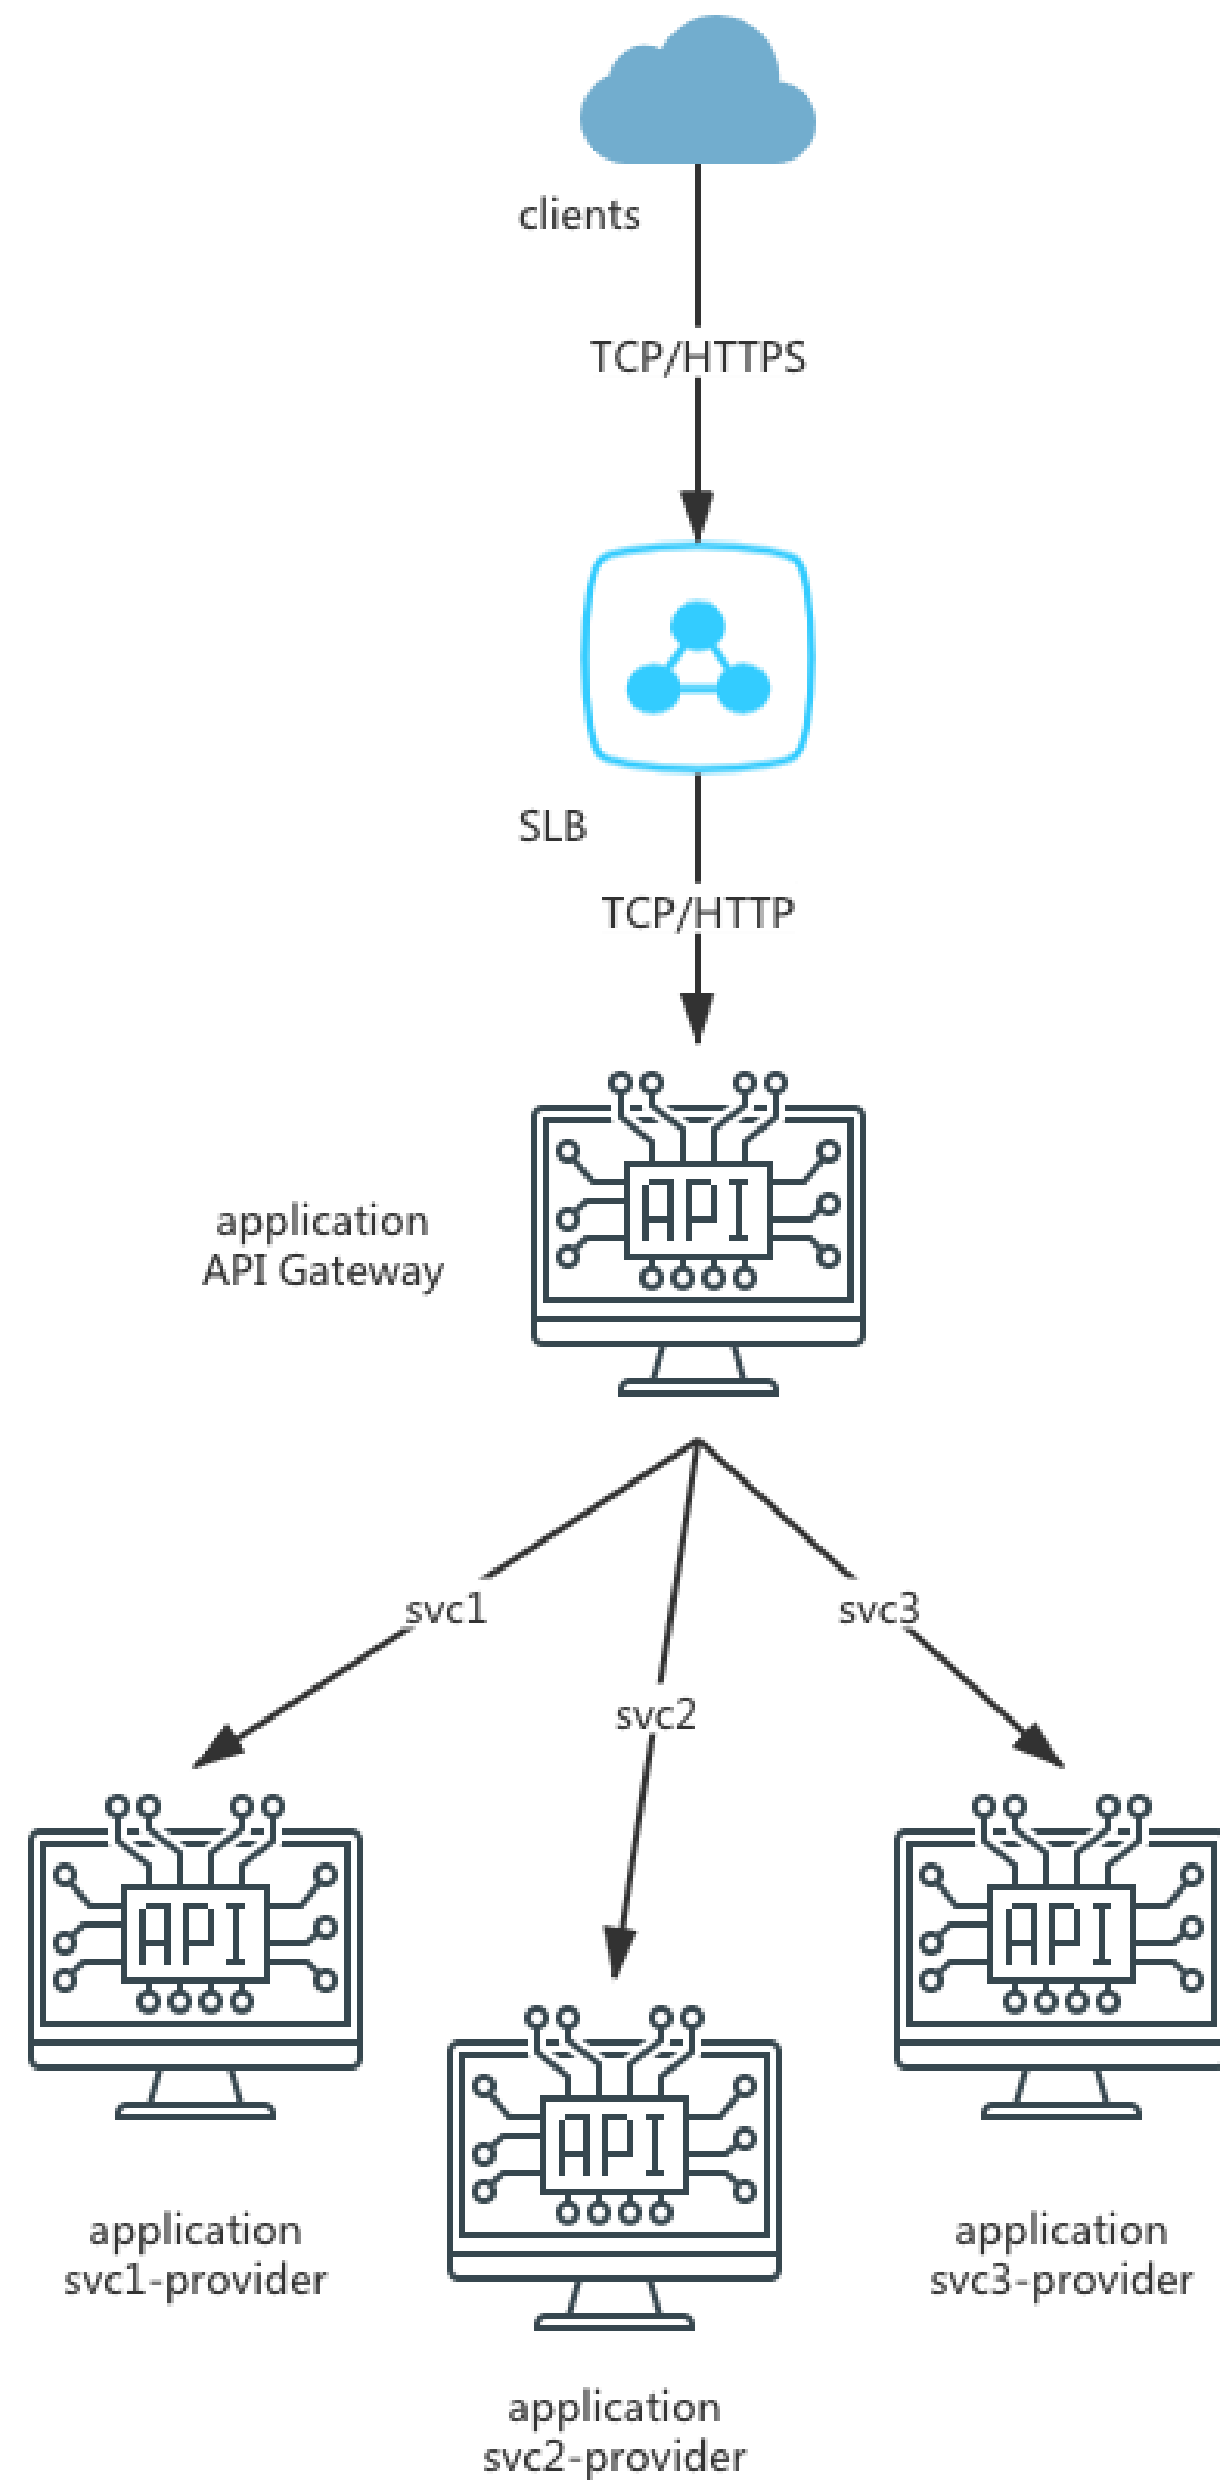 clients
TCP/HTTPS
SLB
TCP/HTTP
API
application
API Gateway
svc1
svc3
svc2
API
API
API
application
svc1-provider
application
svc3-provider
application
svc2-provider